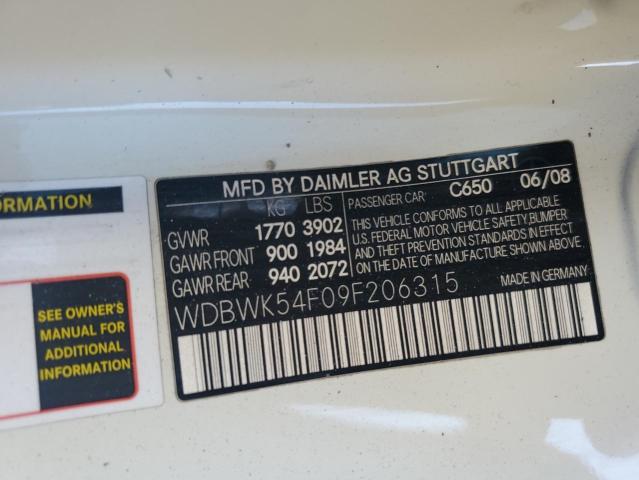 ORMATION
SEE OWNER'S
MANUAL FOR
ADDITIONAL
INFORMATION
MFD BY DAIMLER AG STUTTGART
KG LBS
GVWR 1770 3902
GAWR FRONT 900 1984
GAWR REAR 940 2072
PASSENGER CAR: C650 06/08
THIS VEHICLE CONFORMS TO ALL APPLICABLE
U.S. FEDERAL MOTOR VEHICLE SAFETY, BUMPER
AND THEFT PREVENTION STANDARDS IN EFFECT
ON THE DATE OF MANUFACTURE SHOWN ABOVE.
WDBWK54F09F206315
MADE IN GERMANY